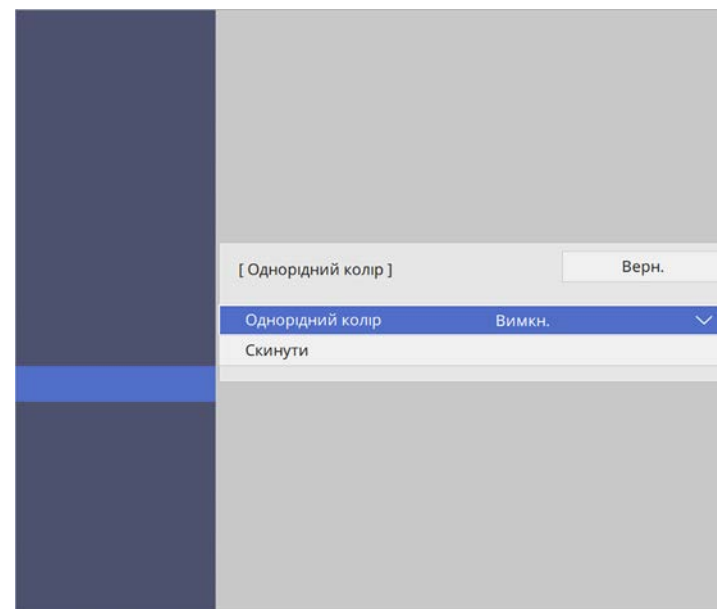 [ Однорідний колір ]
Верн.
Однорідний колір Вимкн.
Скинути